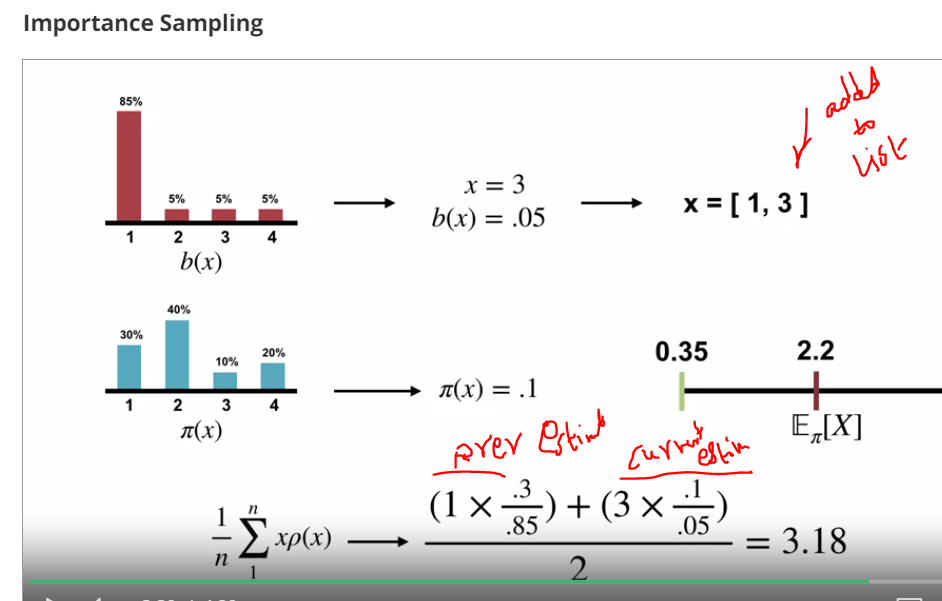 Importance Sampling
85%
5% 5% 5%
1 2 3 4
b(x)
x = 3
b(x) = .05
x = [ 1, 3 ]
added
to
List
40%
30%
10%
20%
1 2 3 4
π(x)
π(x) = .1
0.35 2.2
𝔼π[X]
prev Estimt
current
estim
1/n ∑ₙ₁ xρ(x)
(1 × .3/.85) + (3 × .1/.05)
2
= 3.18